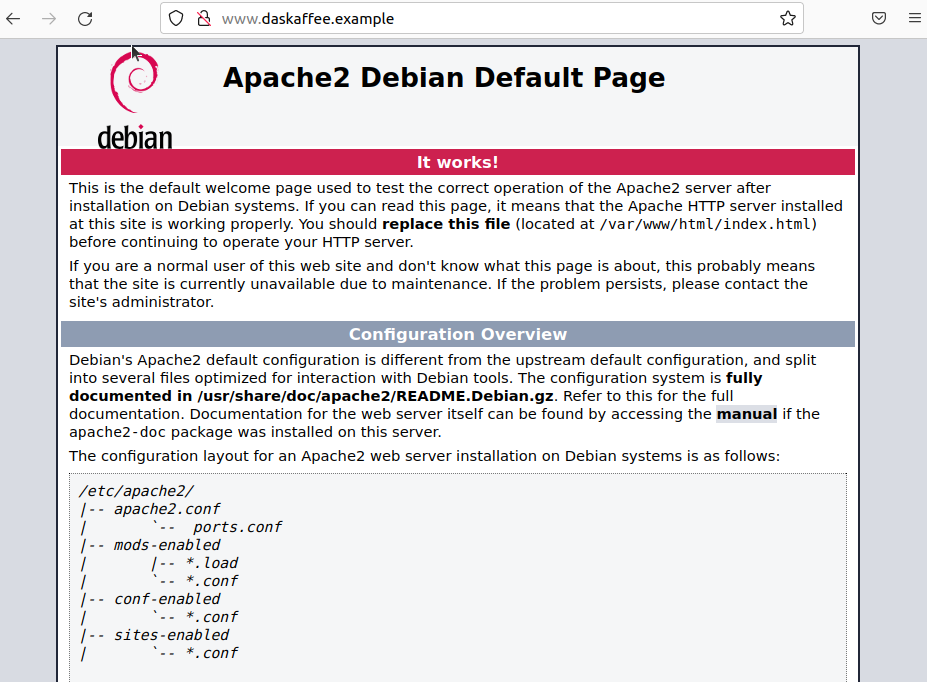 www.daskaffee.example
Apache2 Debian Default Page
debian
It works!
This is the default welcome page used to test the correct operation of the Apache2 server after
installation on Debian systems. If you can read this page, it means that the Apache HTTP server installed
at this site is working properly. You should replace this file (located at /var/www/html/index.html)
before continuing to operate your HTTP server.
If you are a normal user of this web site and don't know what this page is about, this probably means
that the site is currently unavailable due to maintenance. If the problem persists, please contact the
site's administrator.
Configuration Overview
Debian's Apache2 default configuration is different from the upstream default configuration, and split
into several files optimized for interaction with Debian tools. The configuration system is fully
documented in /usr/share/doc/apache2/README.Debian.gz. Refer to this for the full
documentation. Documentation for the web server itself can be found by accessing the manual if the
apache2-doc package was installed on this server.
The configuration layout for an Apache2 web server installation on Debian systems is as follows:
/etc/apache2/
|-- apache2.conf
|       `--  ports.conf
|-- mods-enabled
|       |-- *.load
|       `-- *.conf
|-- conf-enabled
|       `-- *.conf
|-- sites-enabled
|       `-- *.conf